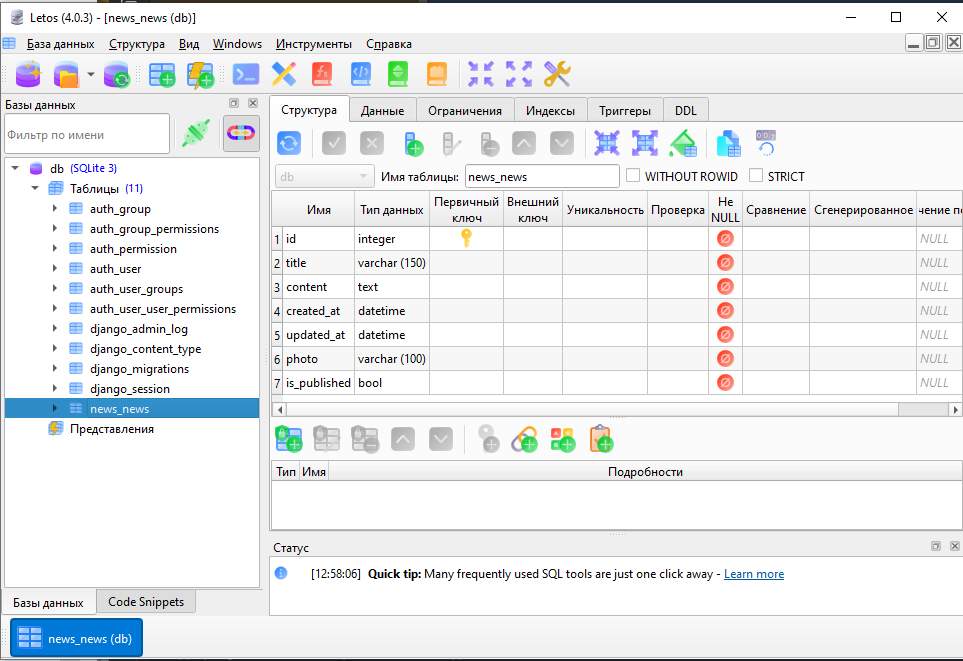 Letos (4.0.3) - [news_news (db)]
База данных Структура Вид Windows Инструменты Справка
Базы данных
Фильтр по имени
db (SQLite 3)
Таблицы (11)
auth_group
auth_group_permissions
auth_permission
auth_user
auth_user_groups
auth_user_user_permissions
django_admin_log
django_content_type
django_migrations
django_session
news_news
Представления
Базы данных Code Snippets
Структура Данные Ограничения Индексы Триггеры DDL
db Имя таблицы: news_news WITHOUT ROWID STRICT
Имя Тип данных Первичный ключ Внешний ключ Уникальность Проверка Не NULL Сравнение Сгенерированное чение по
1 id integer NULL
2 title varchar (150) NULL
3 content text NULL
4 created_at datetime NULL
5 updated_at datetime NULL
6 photo varchar (100) NULL
7 is_published bool NULL
Тип Имя Подробности
Статус
[12:58:06] Quick tip: Many frequently used SQL tools are just one click away - Learn more
news_news (db)